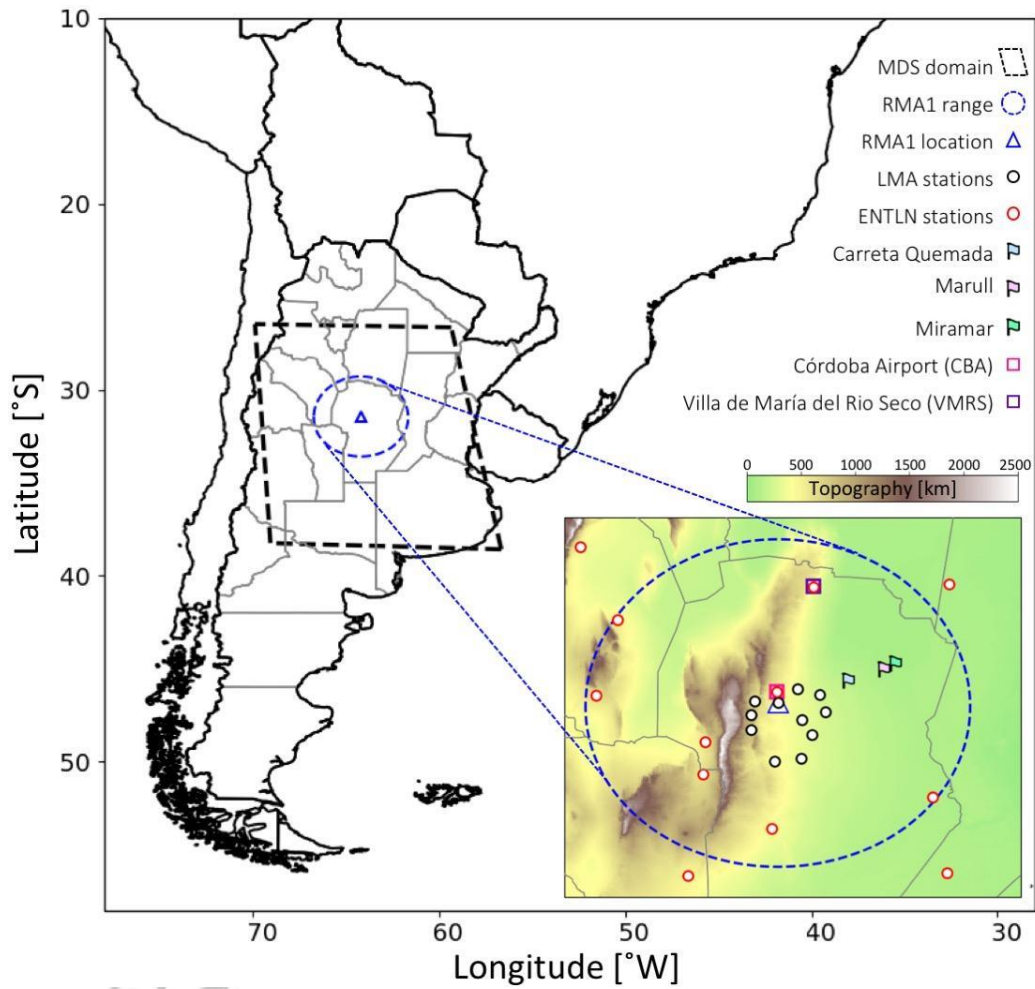 10
20
30
40
50
Latitude [˚S]
70
60
50
40
30
Longitude [˚W]
MDS domain
RMA1 range
RMA1 location
LMA stations
ENTLN stations
Carreta Quemada
Marull
Miramar
Córdoba Airport (CBA)
Villa de María del Rio Seco (VMRS)
0 500 1000 1500 2000 2500
Topography [km]